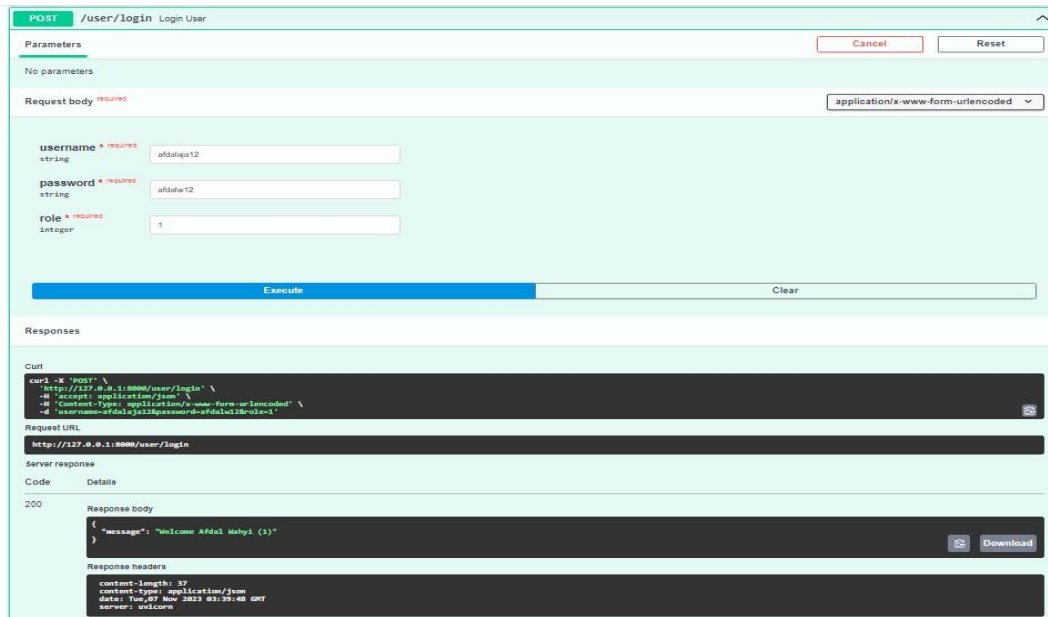 POST /user/login Login User
Parameters
Cancel
Reset
No parameters
Request body required
application/x-www-form-urlencoded
username * required
string
afdalaja12
password * required
string
afdalw12
role * required
integer
1
Execute
Clear
Responses
Curl
curl -X 'POST' \
'http://127.0.0.1:8000/user/login' \
-H 'accept: application/json' \
-H 'Content-Type: application/x-www-form-urlencoded' \
-d 'username=afdalaja12&password=afdalw12&role=1'
Request URL
http://127.0.0.1:8000/user/login
Server response
Code Details
200
Response body
{
"message": "Welcome Afdal Wahyi (1)"
}
Download
Response headers
content-length: 37
content-type: application/json
date: Tue,07 Nov 2023 03:39:48 GMT
server: uvicorn